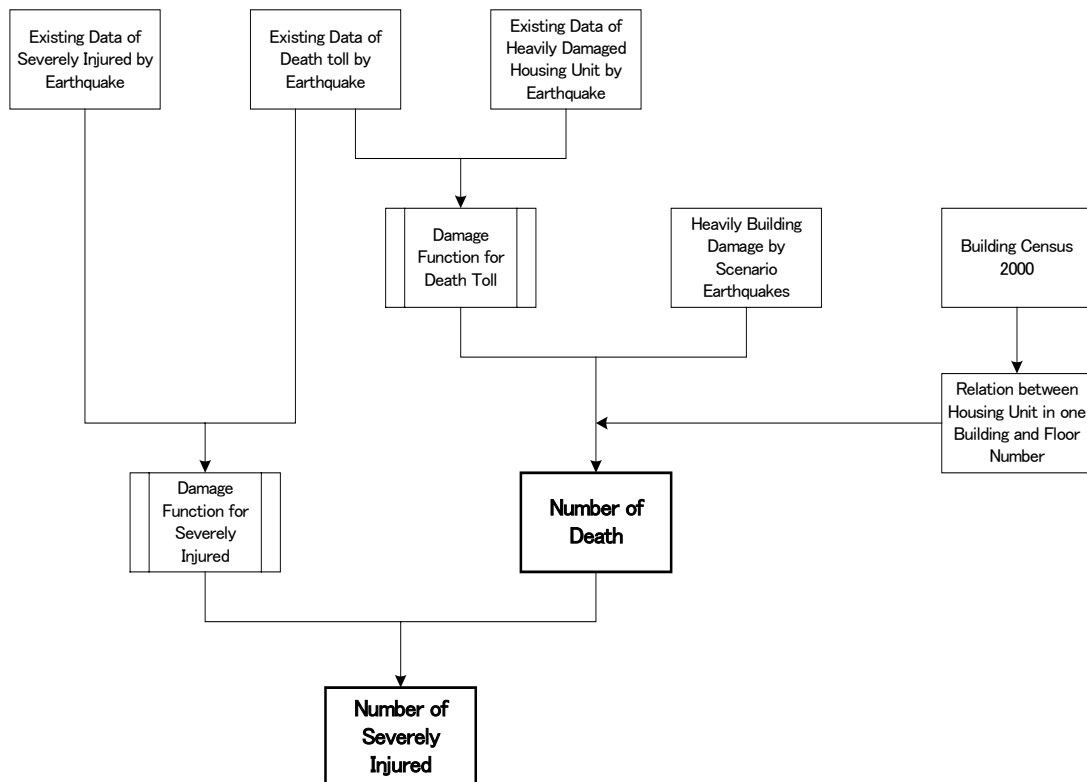 Existing Data of
Severely Injured by
Earthquake
Existing Data of
Death toll by
Earthquake
Existing Data of
Heavily Damaged
Housing Unit by
Earthquake
Damage
Function for
Death Toll
Heavily Building
Damage by
Scenario
Earthquakes
Building Census
2000
Relation between
Housing Unit in one
Building and Floor
Number
Damage
Function for
Severely
Injured
Number of
Death
Number of
Severely
Injured